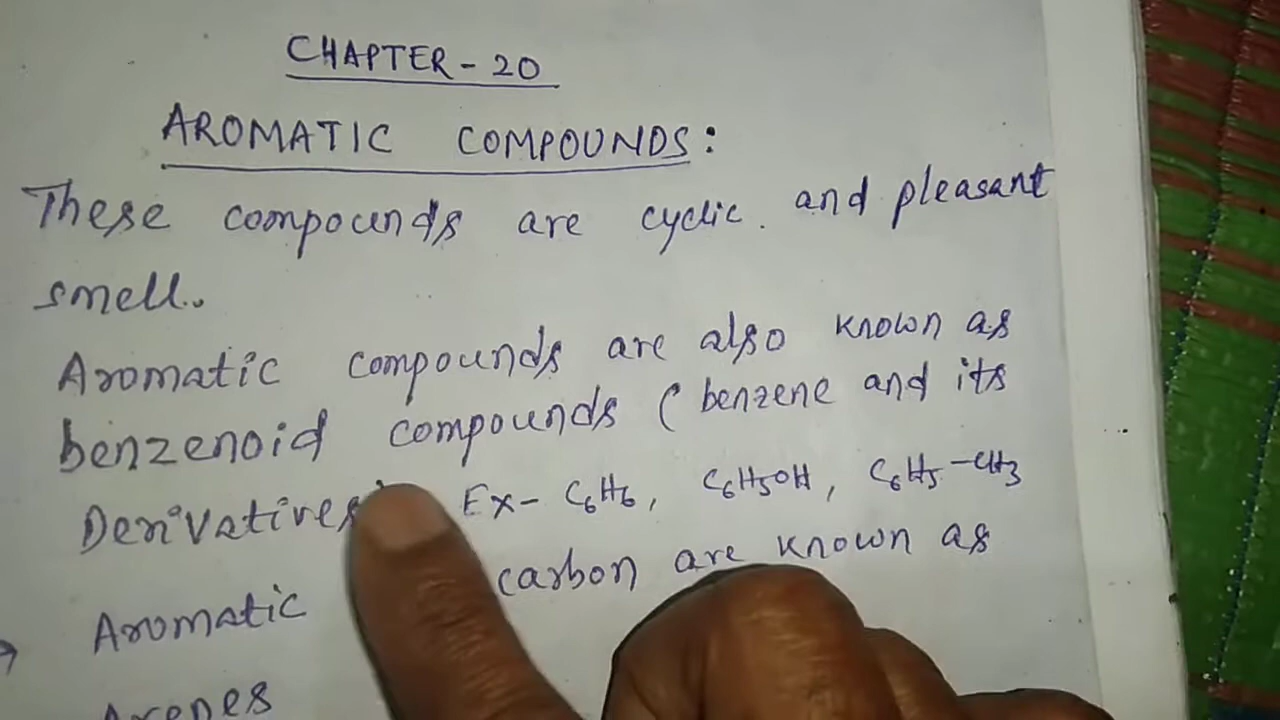 CHAPTER - 20
AROMATIC COMPOUNDS:
These compounds are cyclic. and pleasant
smell.
Aromatic compounds are also known as
benzenoid compounds ( benzene and its
Derivatives Ex- C6H6, C6H5OH, C6H5-CH3
Aromatic carbon are known as
Arenes